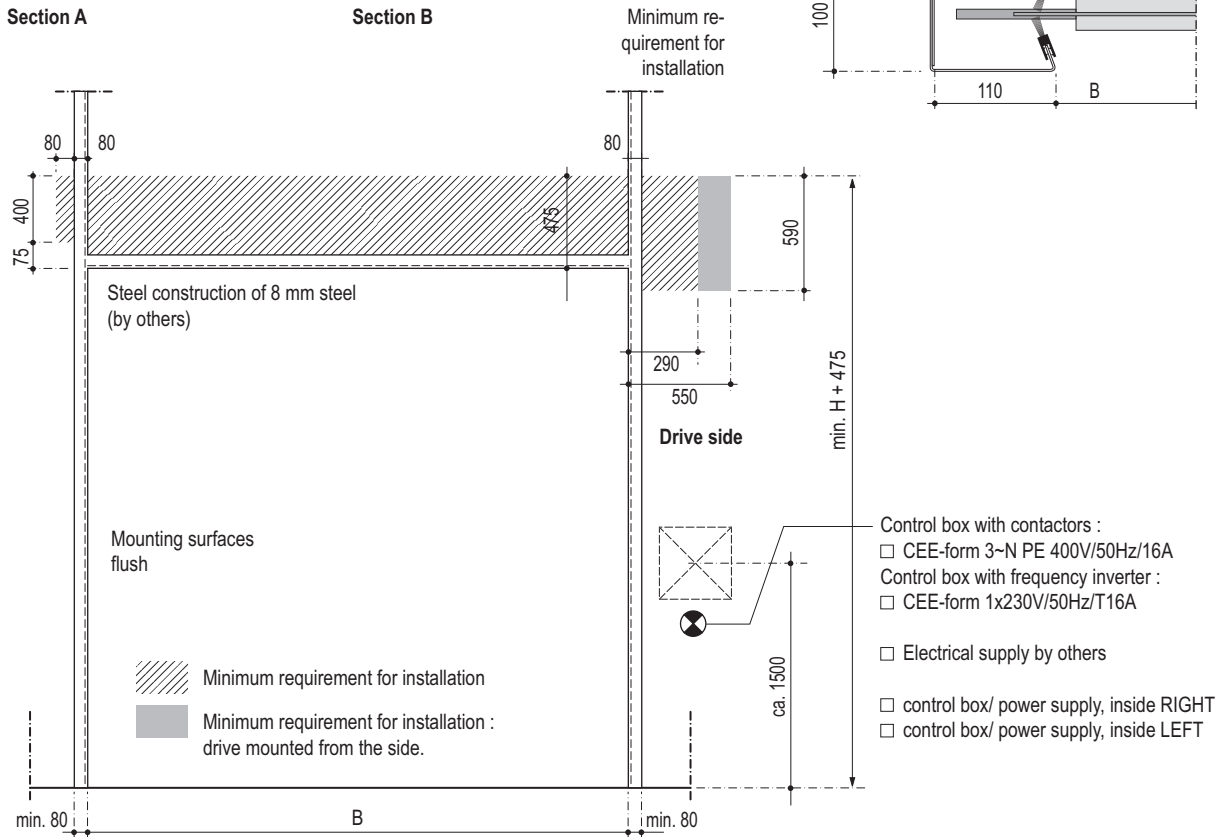 Section A
Section B
Minimum re-
quirement for
installation
100
110
B
80
80
80
400
75
475
590
Steel construction of 8 mm steel
(by others)
290
550
min. H + 475
Drive side
Mounting surfaces
flush
Control box with contactors :
CEE-form 3~N PE 400V/50Hz/16A
Control box with frequency inverter :
CEE-form 1x230V/50Hz/T16A
Electrical supply by others
control box/ power supply, inside RIGHT
control box/ power supply, inside LEFT
ca. 1500
Minimum requirement for installation
Minimum requirement for installation :
drive mounted from the side.
min. 80
B
min. 80